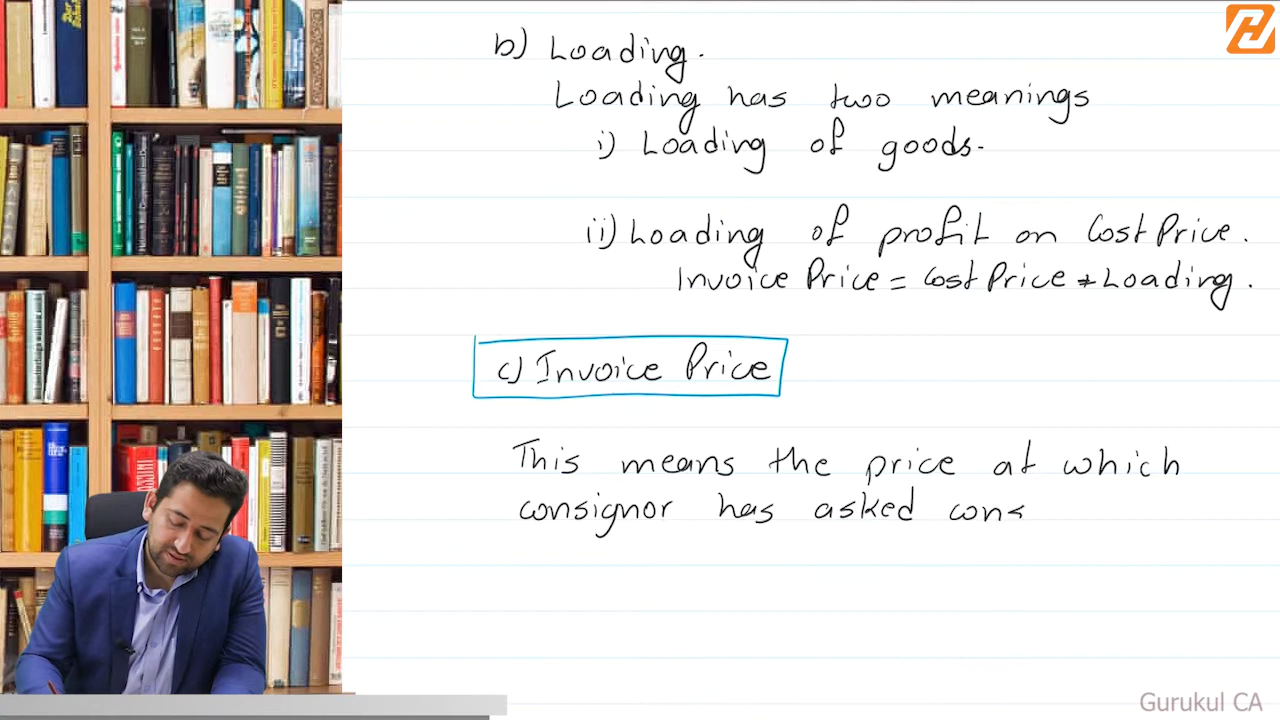 b) Loading.
Loading has two meanings
i) Loading of goods.
ii) Loading of profit on Cost Price.
Invoice Price = Cost Price + Loading.
c) Invoice Price
This means the price at which
consignor has asked cons
Gurukul CA